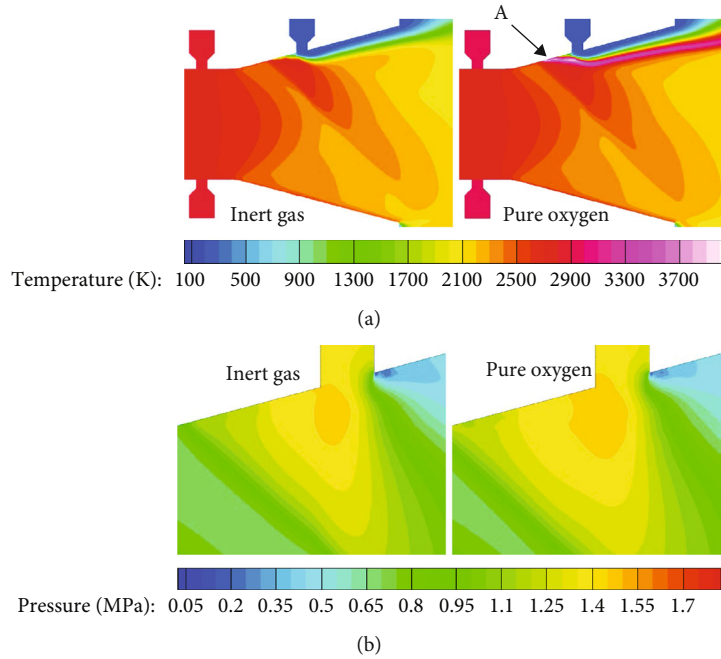 A
Inert gas
Pure oxygen
Temperature (K): 100 500 900 1300 1700 2100 2500 2900 3300 3700
(a)
Inert gas
Pure oxygen
Pressure (MPa): 0.05 0.2 0.35 0.5 0.65 0.8 0.95 1.1 1.25 1.4 1.55 1.7
(b)